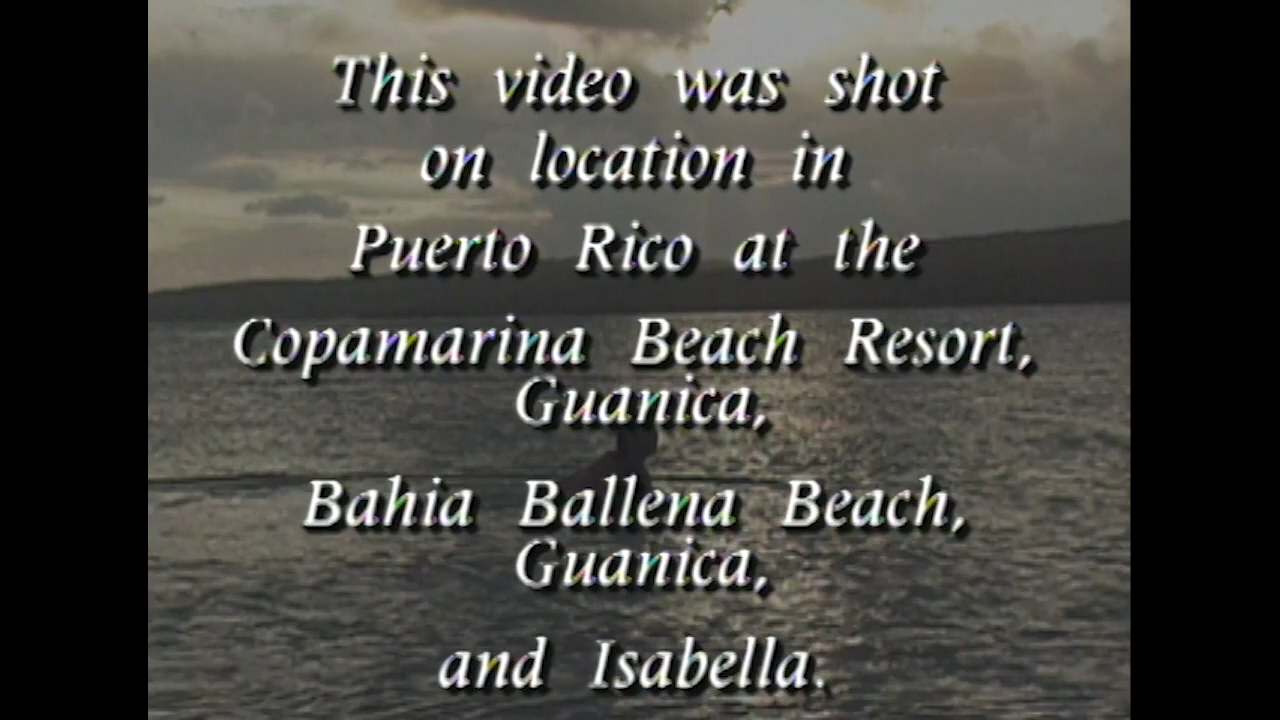 This video was shot
on location in
Puerto Rico at the
Copamarina Beach Resort,
Guanica,
Bahia Ballena Beach,
Guanica,
and Isabella.